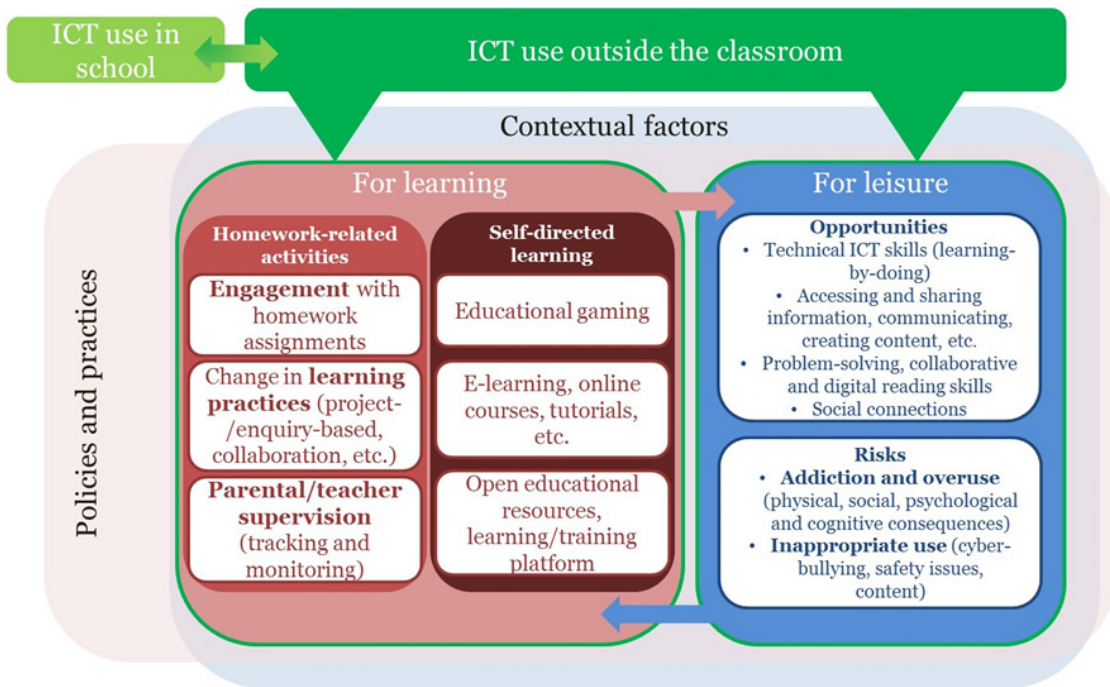 ICT use in
school
ICT use outside the classroom
Contextual factors
Policies and practices
For learning
Homework-related
activities
Engagement with
homework
assignments
Change in learning
practices (project-
/enquiry-based,
collaboration, etc.)
Parental/teacher
supervision
(tracking and
monitoring)
Self-directed
learning
Educational gaming
E-learning, online
courses, tutorials,
etc.
Open educational
resources,
learning/training
platform
For leisure
Opportunities
• Technical ICT skills (learning-
by-doing)
• Accessing and sharing
information, communicating,
creating content, etc.
• Problem-solving, collaborative
and digital reading skills
• Social connections
Risks
• Addiction and overuse
(physical, social, psychological
and cognitive consequences)
• Inappropriate use (cyber-
bullying, safety issues,
content)